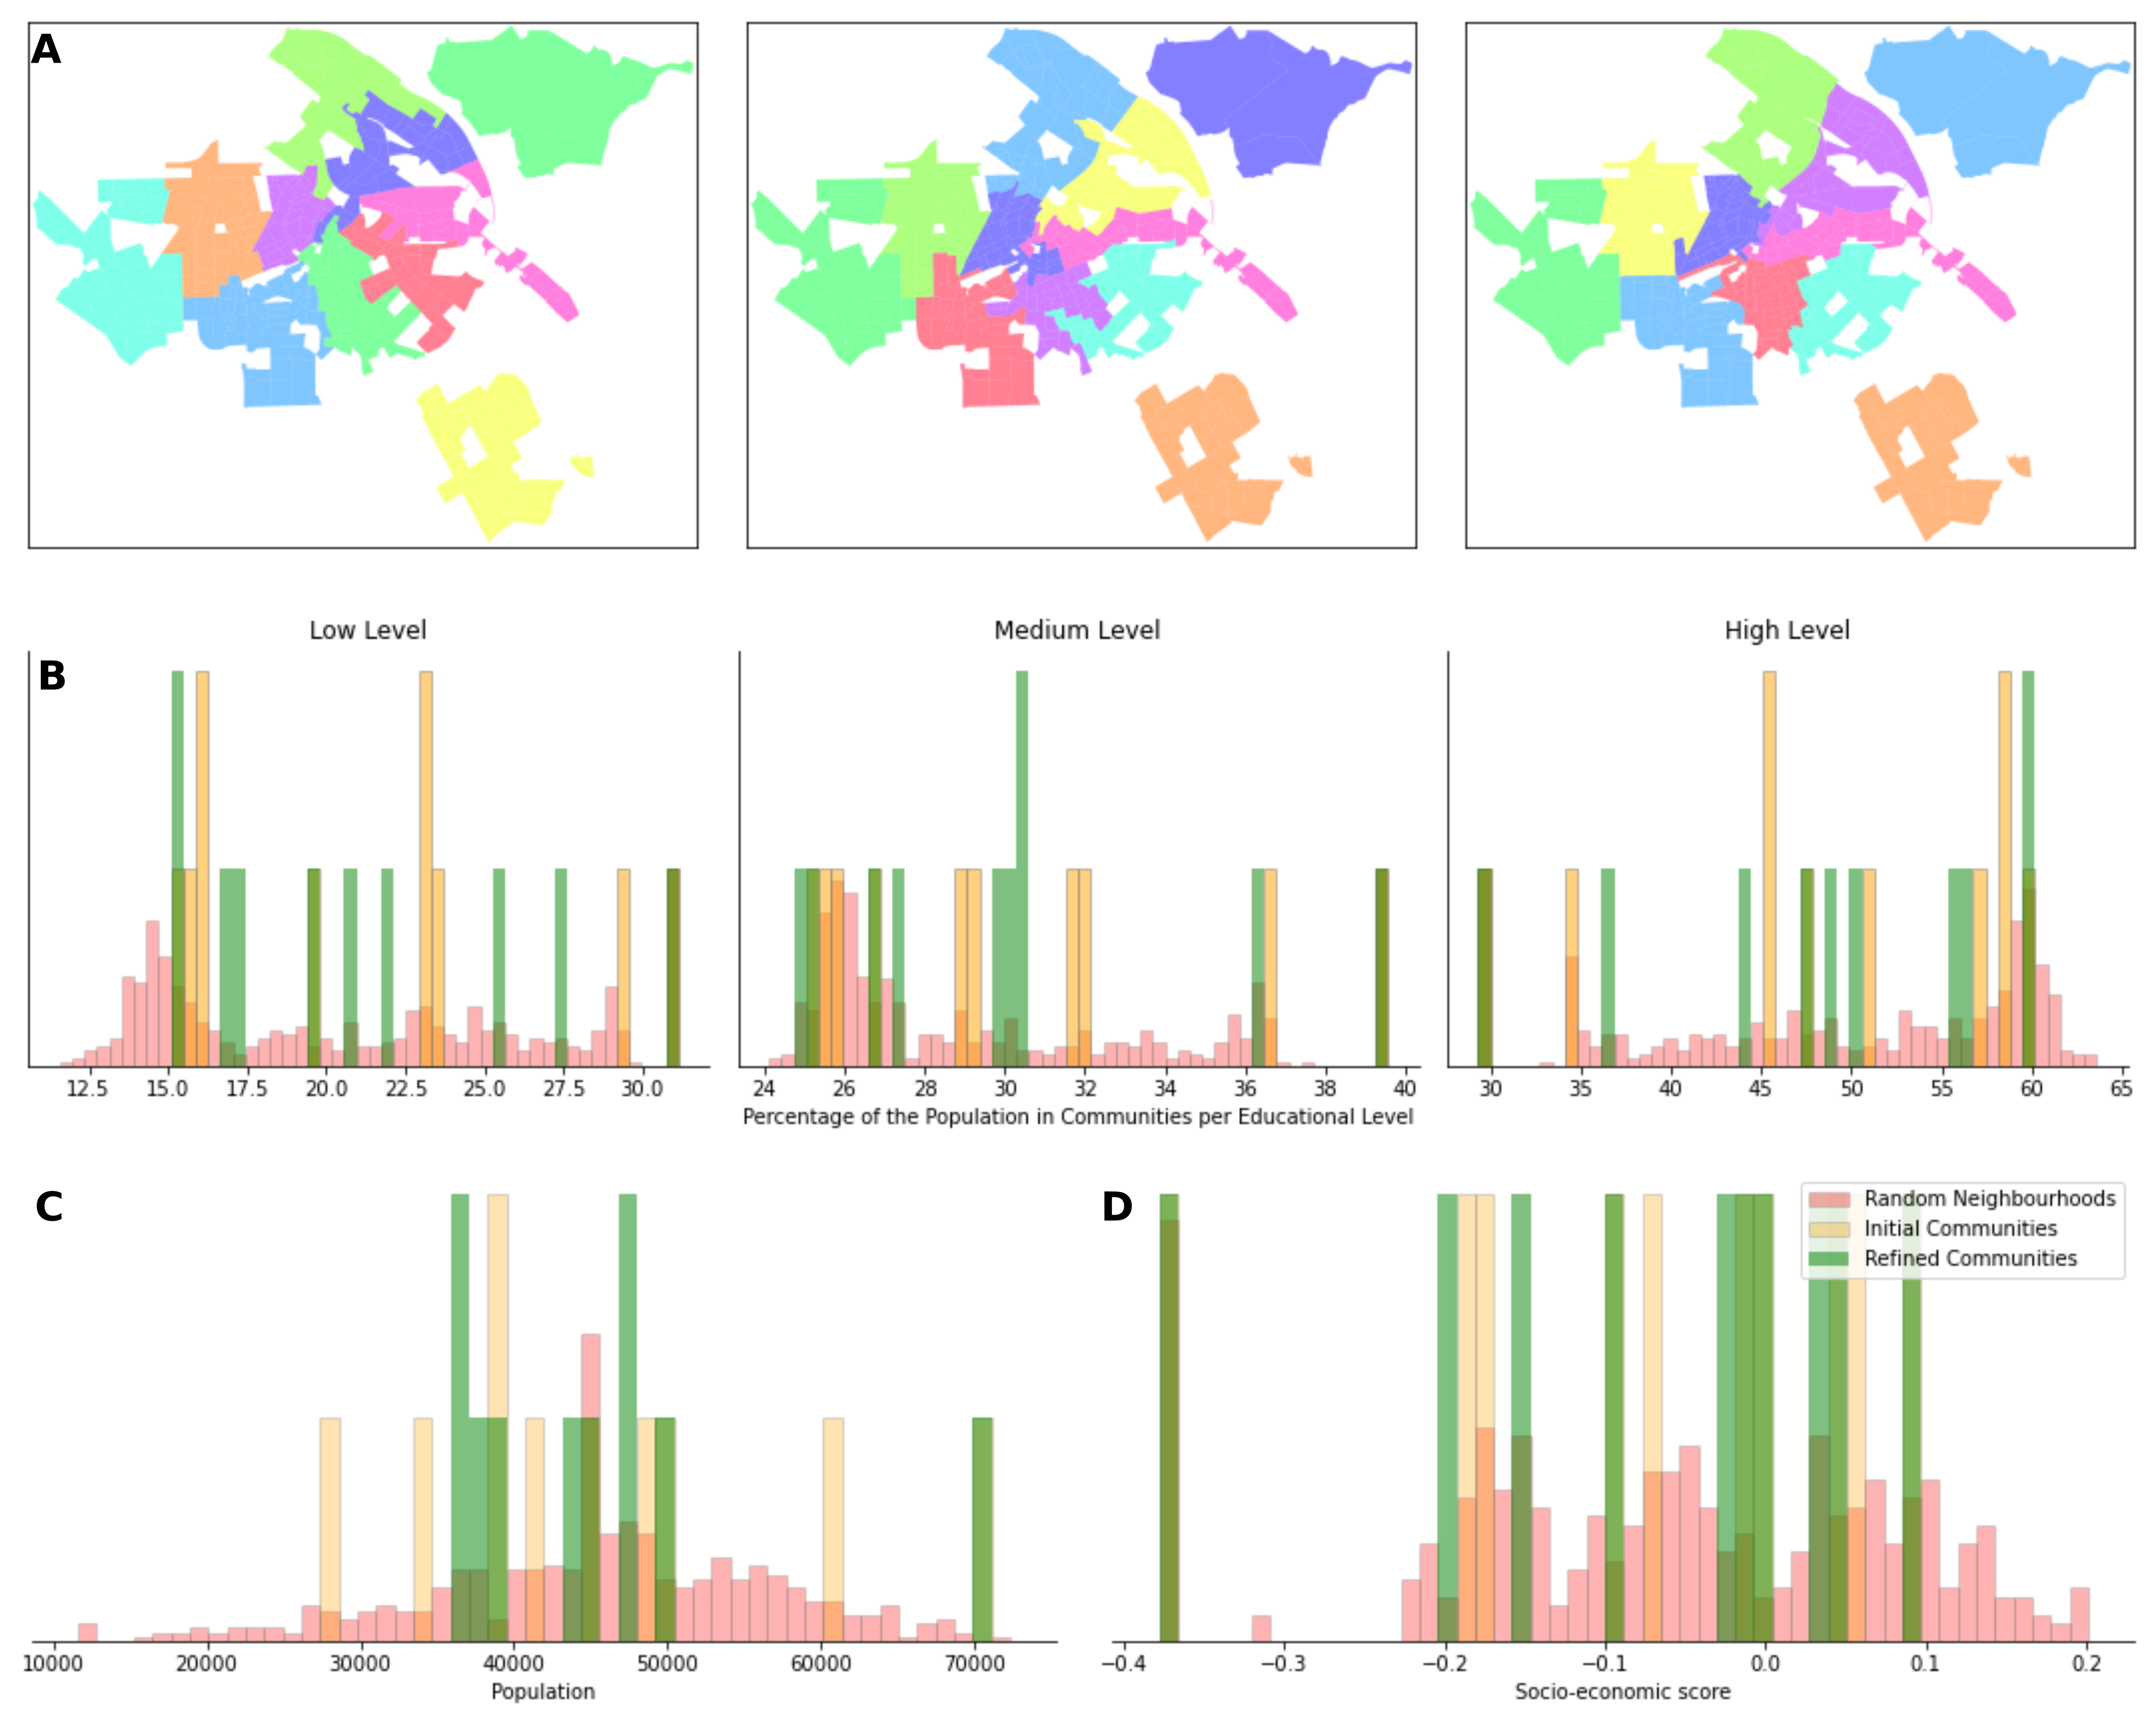 A
Low Level
Medium Level
High Level
B
12.5 15.0 17.5 20.0 22.5 25.0 27.5 30.0
24 26 28 30 32 34 36 38 40
30 35 40 45 50 55 60 65
Percentage of the Population in Communities per Educational Level
C
10000 20000 30000 40000 50000 60000 70000
Population
D
Random Neighbourhoods
Initial Communities
Refined Communities
−0.4 −0.3 −0.2 −0.1 0.0 0.1 0.2
Socio-economic score